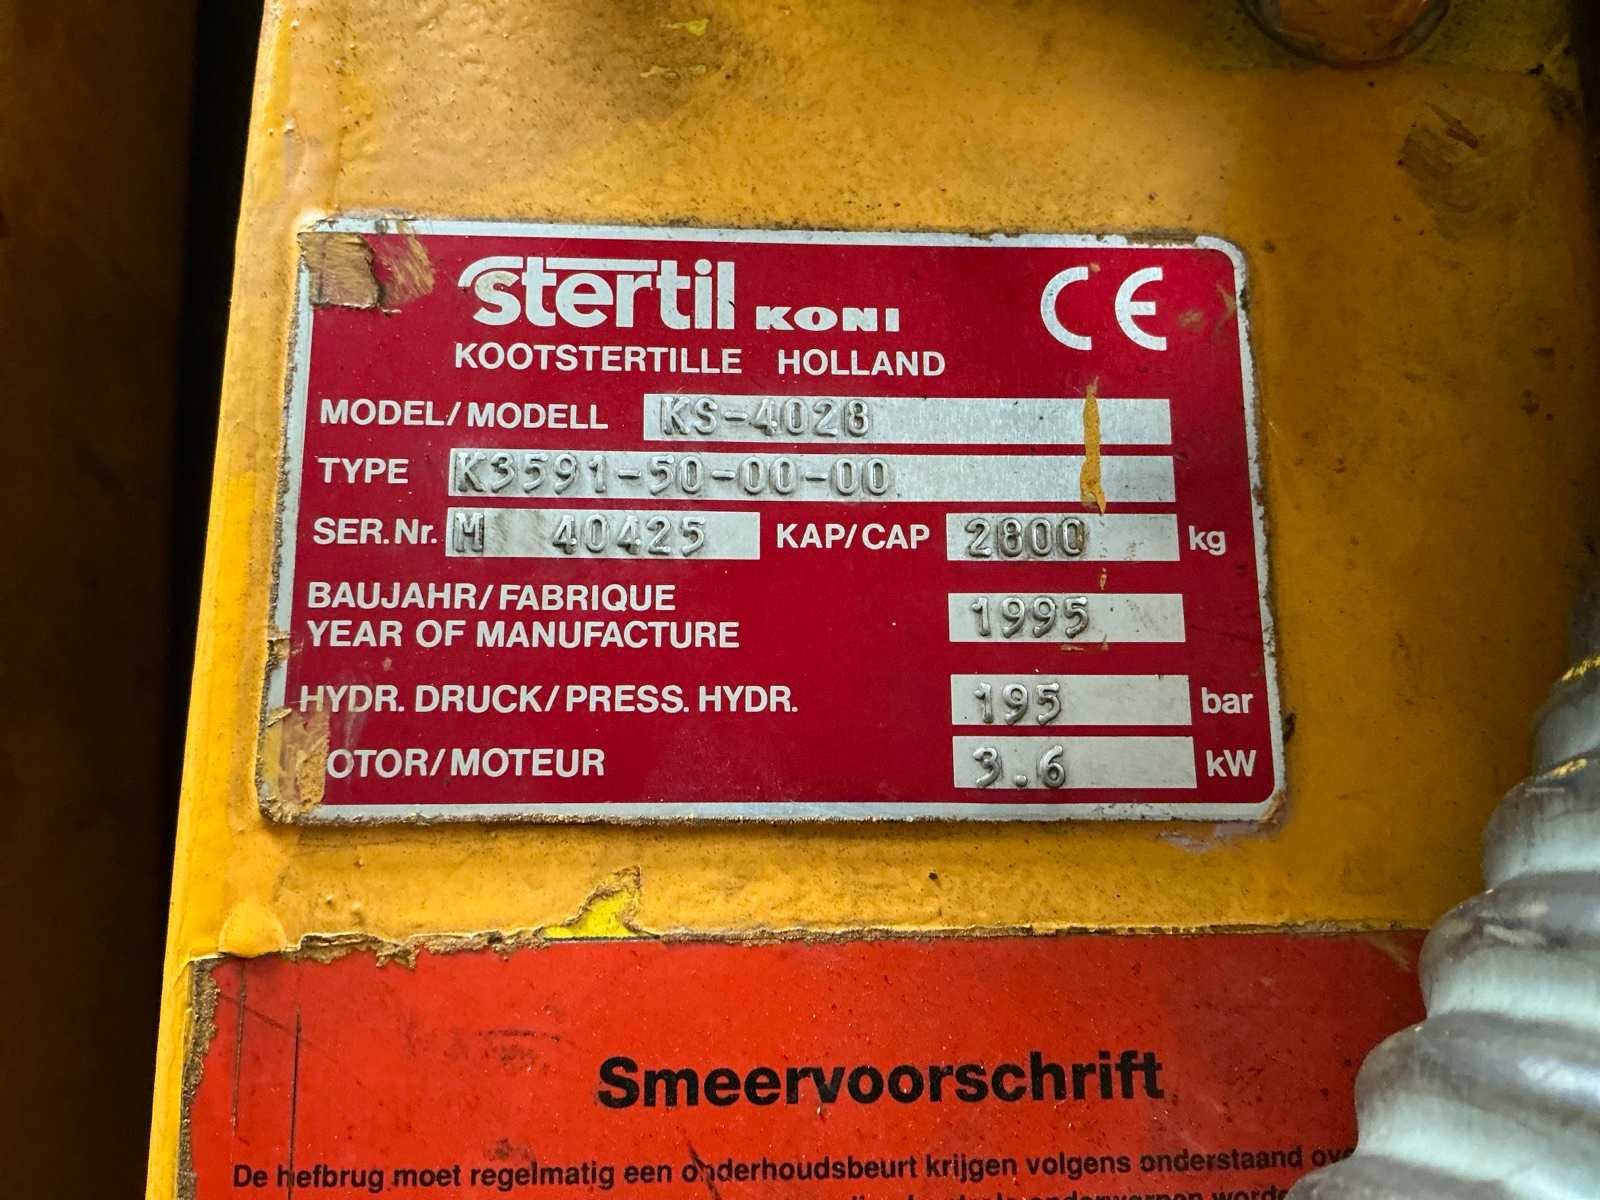 stertil KONI CE
KOOTSTERTILLE HOLLAND
MODEL/MODELL KS-4028
TYPE K3591-50-00-00
SER.Nr. M 40425 KAP/CAP 2800 kg
BAUJAHR/FABRIQUE
YEAR OF MANUFACTURE 1995
HYDR. DRUCK/PRESS. HYDR. 195 bar
OTOR/MOTEUR 3.6 kW
Smeervoorschrift
De hefbrug moet regelmatig een onderhoudsbeurt krijgen volgens onderstaand